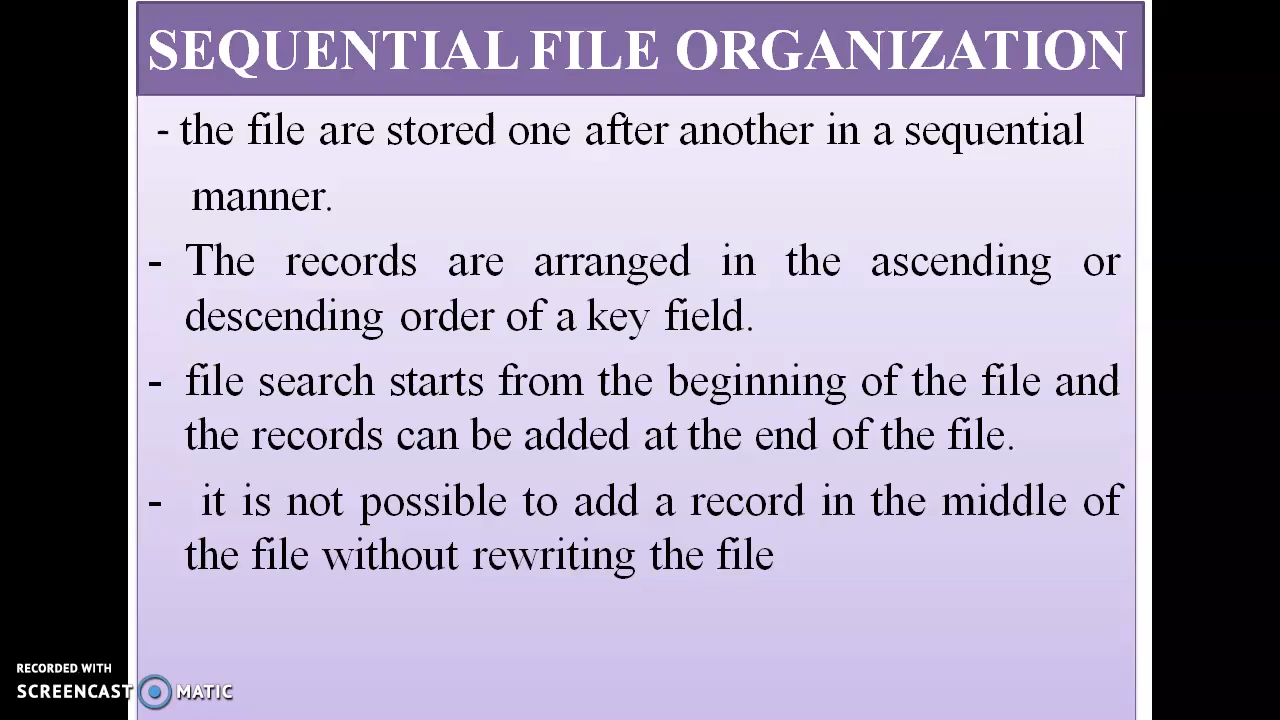 SEQUENTIAL FILE ORGANIZATION
- the file are stored one after another in a sequential
manner.
- The records are arranged in the ascending or
descending order of a key field.
- file search starts from the beginning of the file and
the records can be added at the end of the file.
- it is not possible to add a record in the middle of
the file without rewriting the file
RECORDED WITH
SCREENCAST MATIC